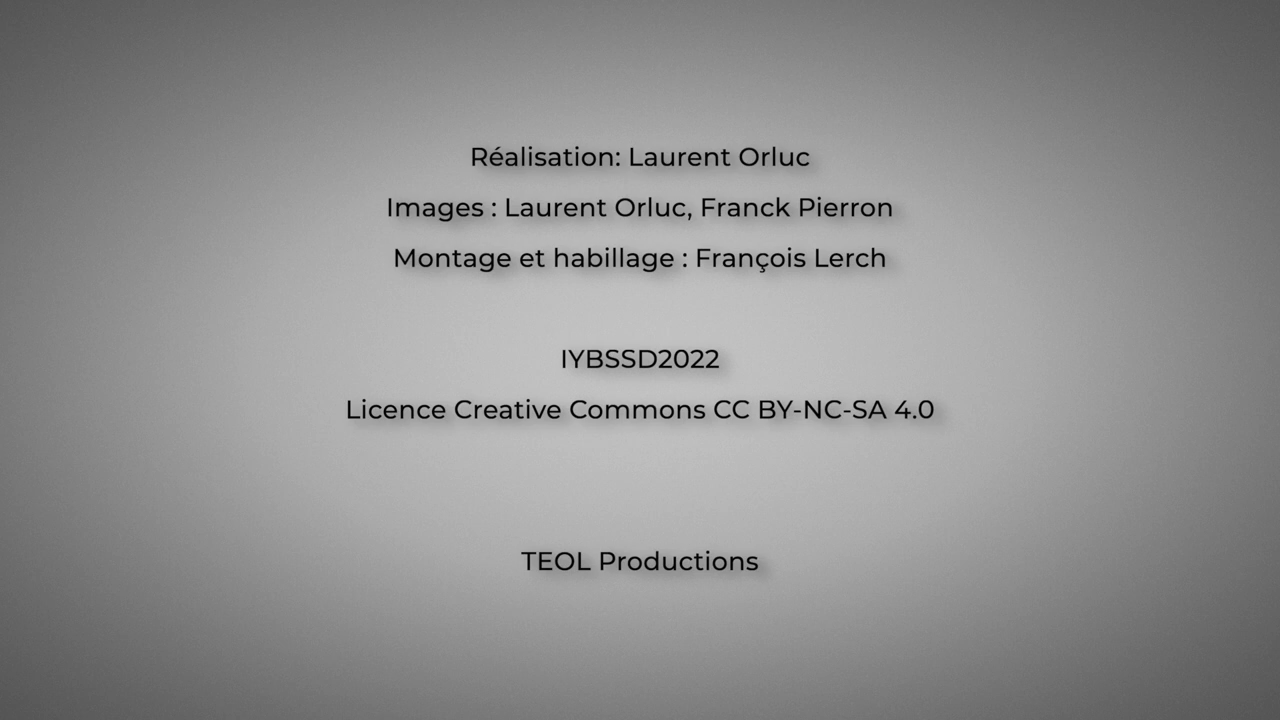 Réalisation: Laurent Orluc
Images : Laurent Orluc, Franck Pierron
Montage et habillage : François Lerch
IYBSSD2022
Licence Creative Commons CC BY-NC-SA 4.0
TEOL Productions